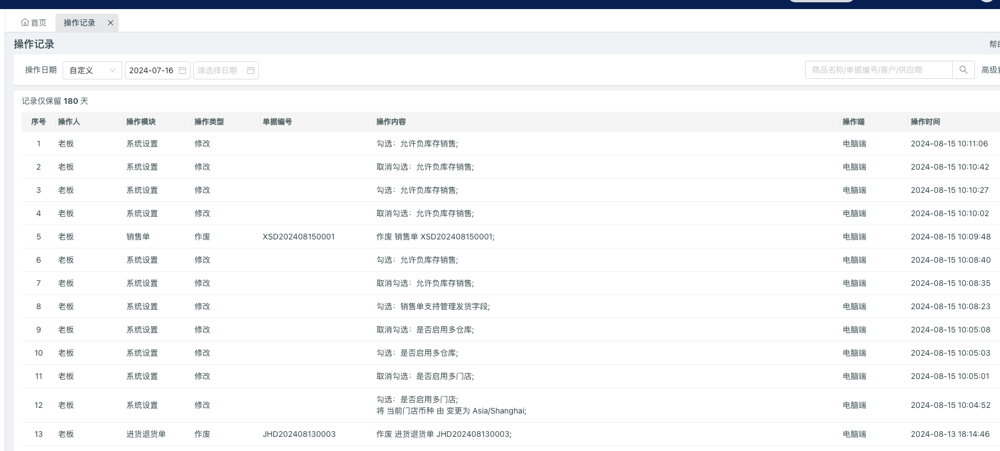 首页 操作记录
操作记录
操作日期 自定义 2024-07-16 请选择日期 商品名称/单据编号/客户/供应商
记录仅保留 180 天
序号 操作人 操作模块 操作类型 单据编号 操作内容 操作端 操作时间
1 老板 系统设置 修改 勾选：允许负库存销售; 电脑端 2024-08-15 10:11:06
2 老板 系统设置 修改 取消勾选：允许负库存销售; 电脑端 2024-08-15 10:10:42
3 老板 系统设置 修改 勾选：允许负库存销售; 电脑端 2024-08-15 10:10:27
4 老板 系统设置 修改 取消勾选：允许负库存销售; 电脑端 2024-08-15 10:10:02
5 老板 销售单 作废 XSD202408150001 作废 销售单 XSD202408150001; 电脑端 2024-08-15 10:09:48
6 老板 系统设置 修改 勾选：允许负库存销售; 电脑端 2024-08-15 10:08:40
7 老板 系统设置 修改 取消勾选：允许负库存销售; 电脑端 2024-08-15 10:08:35
8 老板 系统设置 修改 勾选：销售单支持管理发货字段; 电脑端 2024-08-15 10:08:23
9 老板 系统设置 修改 取消勾选：是否启用多仓库; 电脑端 2024-08-15 10:05:08
10 老板 系统设置 修改 勾选：是否启用多仓库; 电脑端 2024-08-15 10:05:03
11 老板 系统设置 修改 取消勾选：是否启用多门店; 电脑端 2024-08-15 10:05:01
12 老板 系统设置 修改 勾选：是否启用多门店; 电脑端 2024-08-15 10:04:52
将 当前门店币种 由 变更为 Asia/Shanghai;
13 老板 进货退货单 作废 JHD202408130003 作废 进货退货单 JHD202408130003; 电脑端 2024-08-13 18:14:46